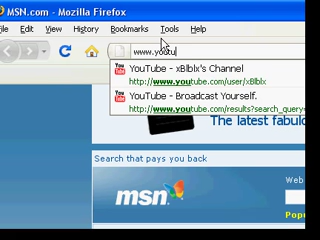 MSN.com - Mozilla Firefox
File Edit View History Bookmarks Tools Help
www.youtu
YouTube - xBlblx's Channel
http://www.youtube.com/user/xBlblx
YouTube - Broadcast Yourself.
http://www.youtube.com/results?search_query=
The latest fabulo
Search that pays you back
Web
msn
Popu